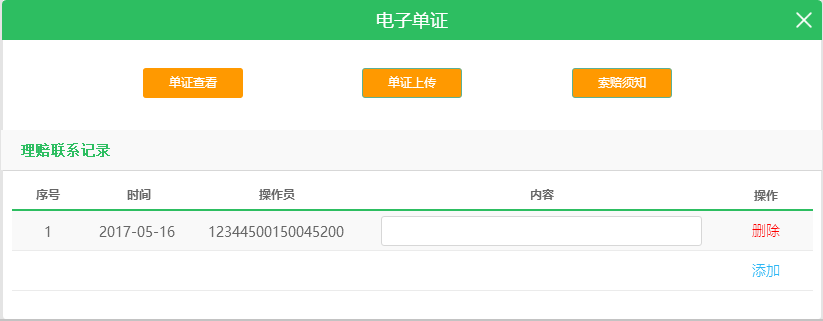 电子单证
单证查看 单证上传 索赔须知
理赔联系记录
序号 时间 操作员 内容 操作
1 2017-05-16 12344500150045200 删除
添加